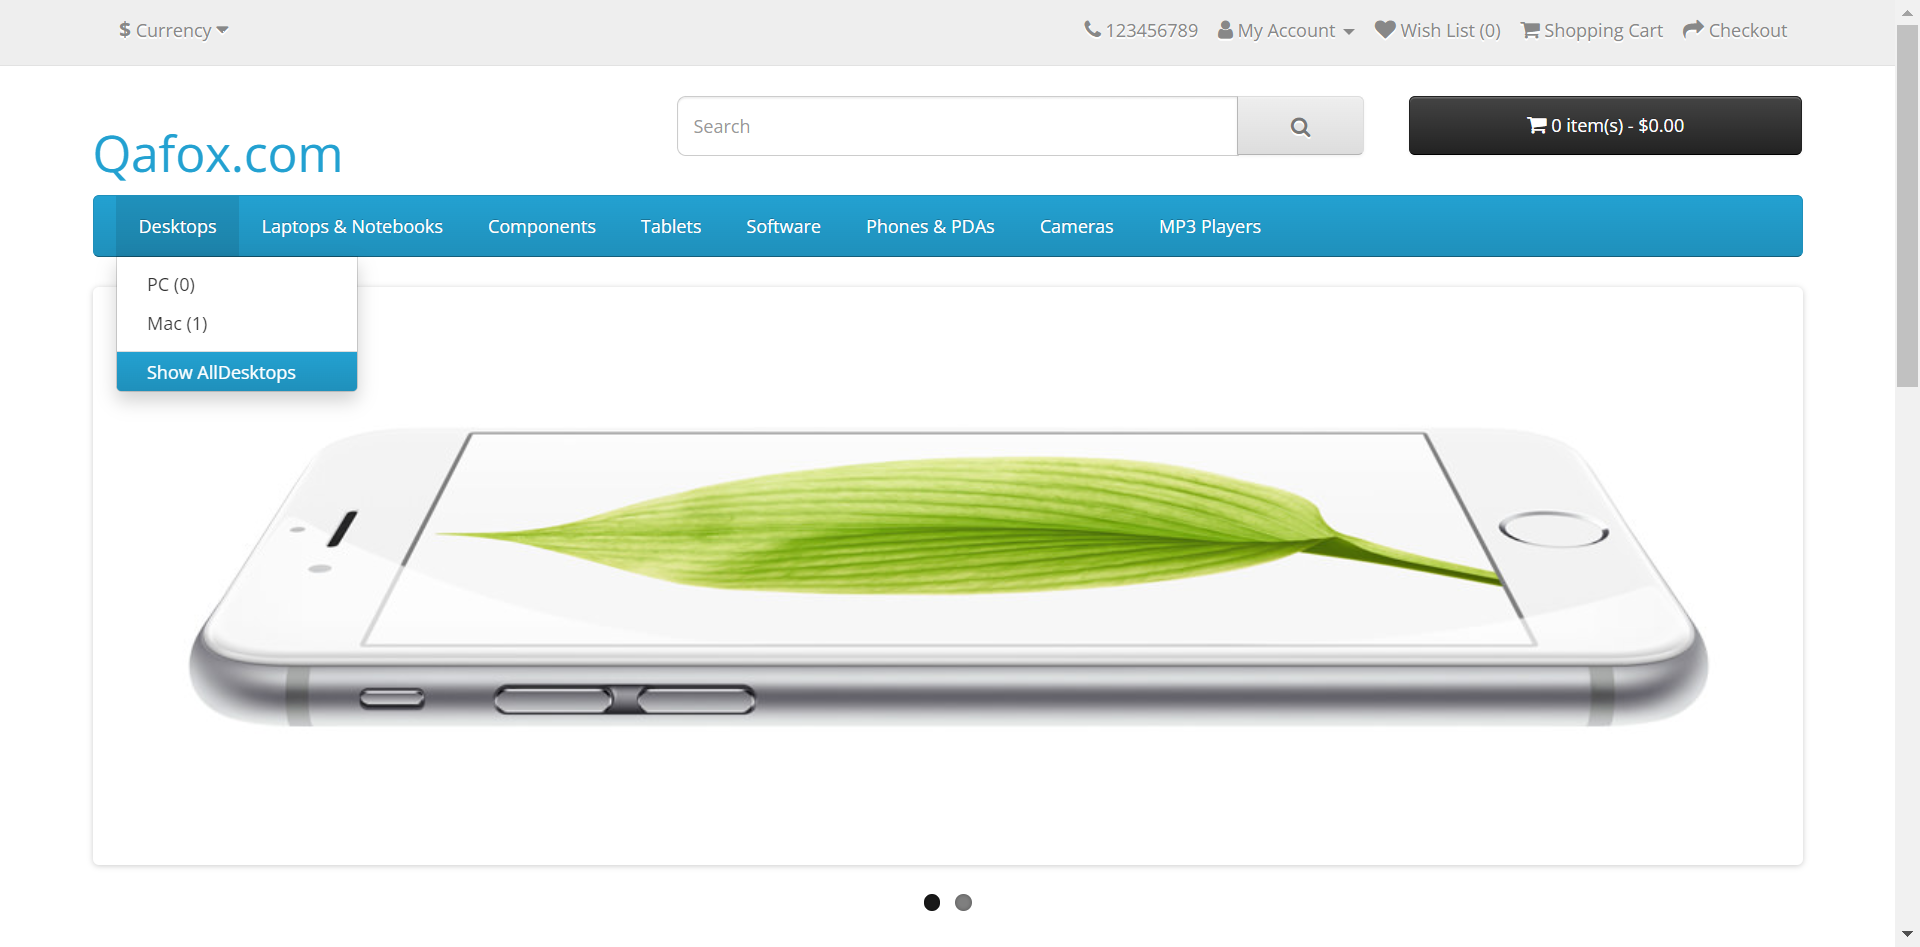 $ Currency
123456789 My Account Wish List (0) Shopping Cart Checkout
Qafox.com
Search
0 item(s) - $0.00
Desktops Laptops & Notebooks Components Tablets Software Phones & PDAs Cameras MP3 Players
PC (0)
Mac (1)
Show AllDesktops